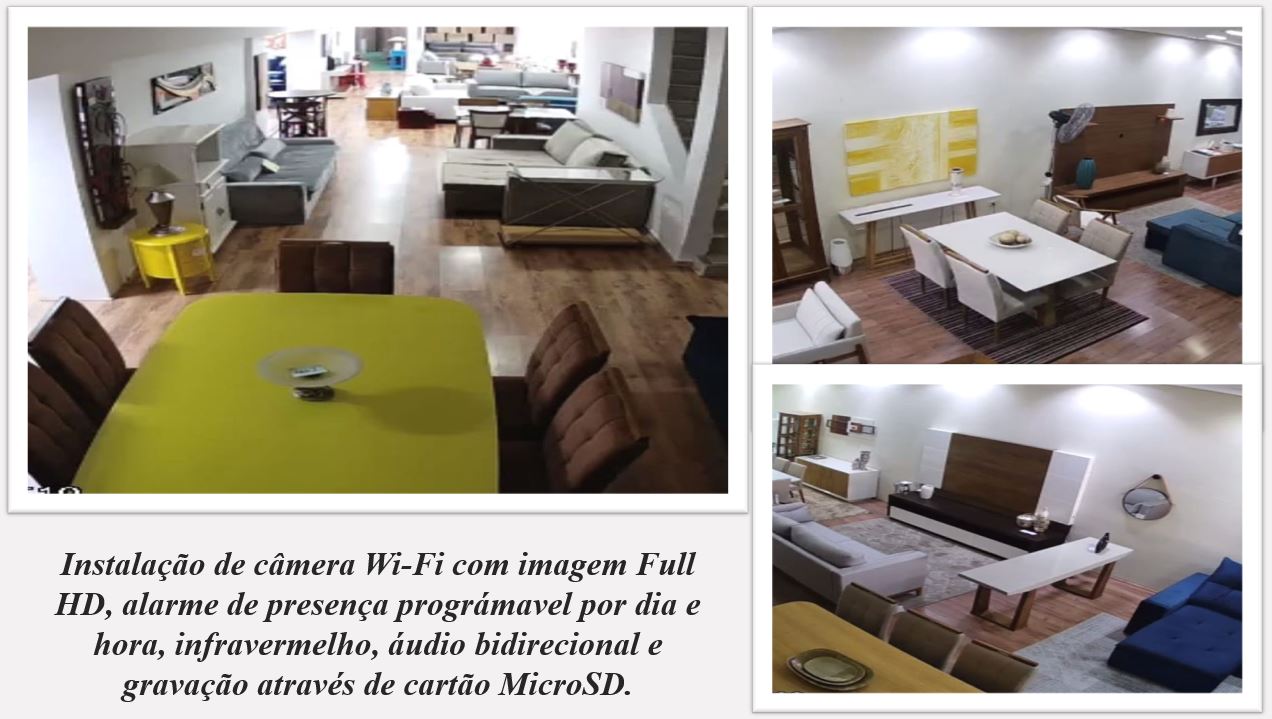 Instalação de câmera Wi-Fi com imagem Full
HD, alarme de presença prográmavel por dia e
hora, infravermelho, áudio bidirecional e
gravação através de cartão MicroSD.